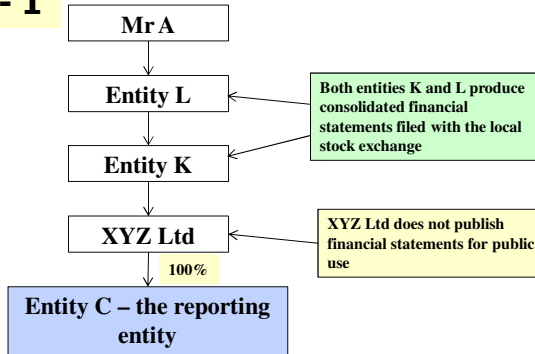 - 1
Mr A
Entity L
Both entities K and L produce
consolidated financial
statements filed with the local
stock exchange
Entity K
XYZ Ltd
XYZ Ltd does not publish
financial statements for public
use
100%
Entity C – the reporting
entity